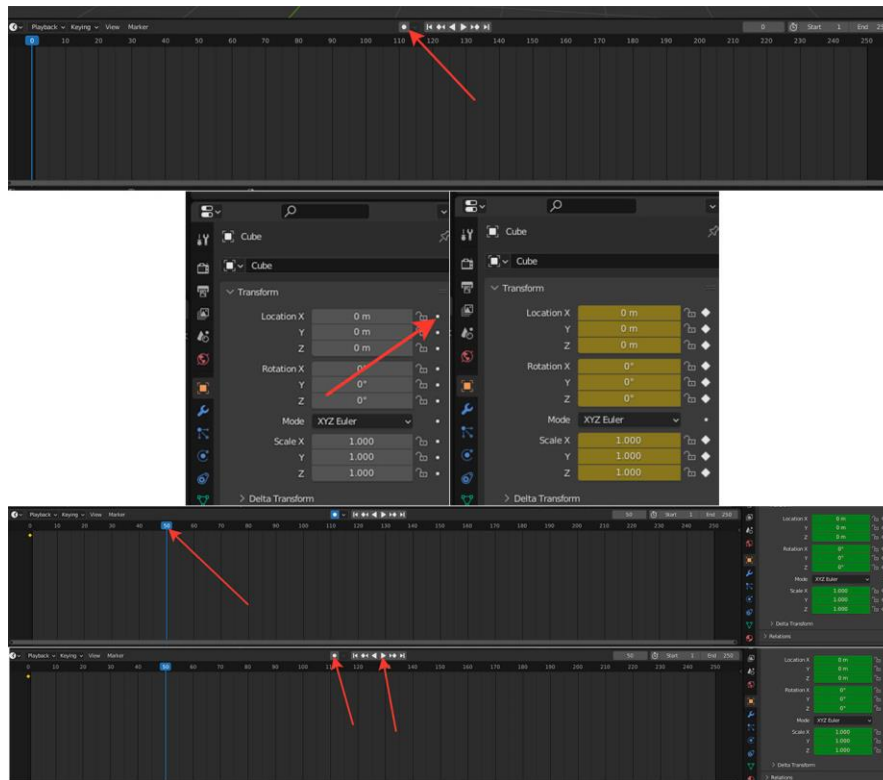 Playback Keying View Marker 0 Start 1 End
0 10 20 30 40 50 60 70 80 90 100 110 120 130 140 150 160 170 180 190 200 210 220 230 240 250
Cube
Cube
Transform
Location X 0 m
Y 0 m
Z 0 m
Rotation X 0°
Y 0°
Z 0°
Mode XYZ Euler
Scale X 1.000
Y 1.000
Z 1.000
Delta Transform
Cube
Cube
Transform
Location X 0 m
Y 0 m
Z 0 m
Rotation X 0°
Y 0°
Z 0°
Mode XYZ Euler
Scale X 1.000
Y 1.000
Z 1.000
Delta Transform
Playback Keying View Marker 50 Start 1 End 250
0 10 20 30 40 50 60 70 80 90 100 110 120 130 140 150 160 170 180 190 200 210 220 230 240 250
Location X 0 m
Y 0 m
Z 0 m
Rotation X 0°
Y 0°
Z 0°
Mode XYZ Euler
Scale X 1.000
Y 1.000
Z 1.000
Delta Transform
Relations
Playback Keying View Marker 50 Start 1 End 250
0 10 20 30 40 50 60 70 80 90 100 110 120 130 140 150 160 170 180 190 200 210 220 230 240 250
Location X 0 m
Y 0 m
Z 0 m
Rotation X 0°
Y 0°
Z 0°
Mode XYZ Euler
Scale X 1.000
Y 1.000
Z 1.000
Delta Transform
Relations